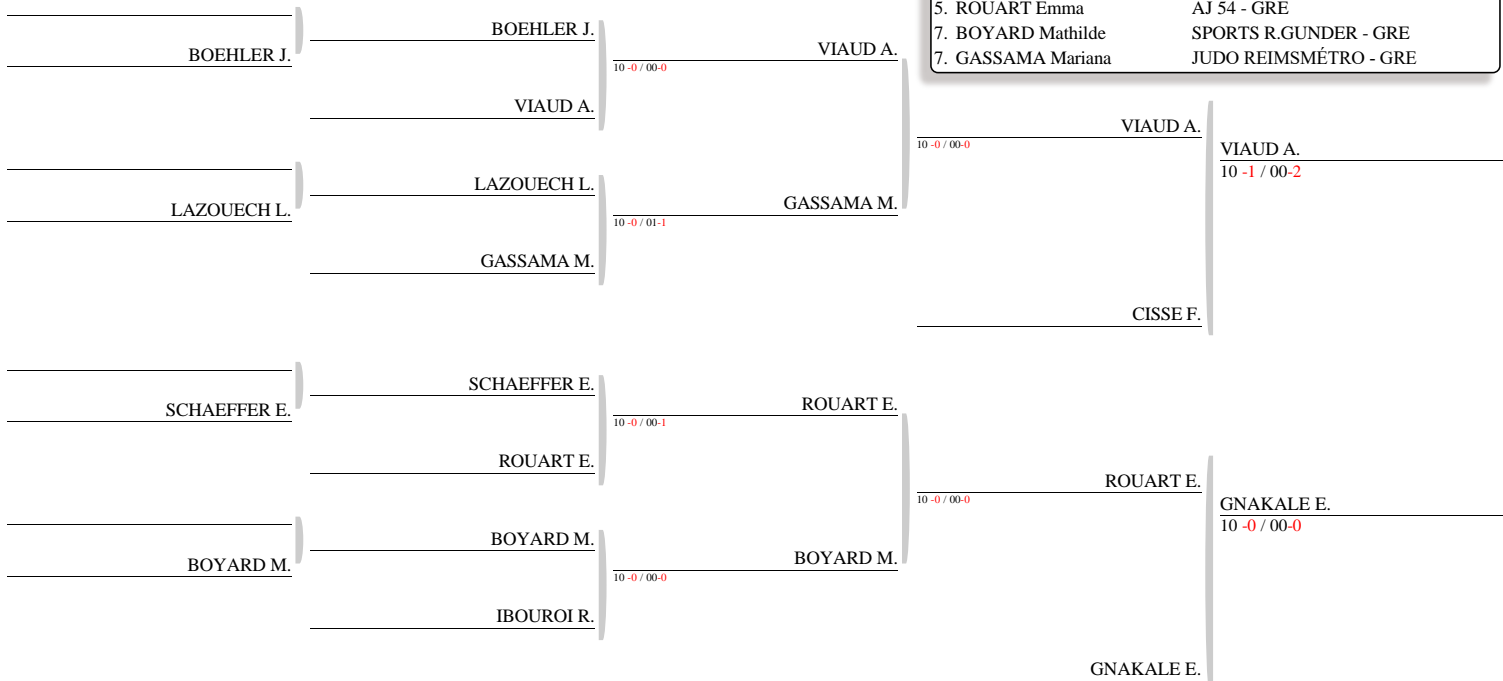 5. ROUART Emma AJ 54 - GRE
7. BOYARD Mathilde SPORTS R.GUNDER - GRE
7. GASSAMA Mariana JUDO REIMSMÉTRO - GRE
BOEHLER J.
BOEHLER J.
VIAUD A.
10 -0 / 00-0
VIAUD A.
VIAUD A.
10 -0 / 00-0
VIAUD A.
10 -1 / 00-2
LAZOUECH L.
LAZOUECH L.
GASSAMA M.
10 -0 / 01-1
GASSAMA M.
CISSE F.
SCHAEFFER E.
SCHAEFFER E.
ROUART E.
10 -0 / 00-1
ROUART E.
ROUART E.
10 -0 / 00-0
GNAKALE E.
10 -0 / 00-0
BOYARD M.
BOYARD M.
BOYARD M.
10 -0 / 00-0
IBOUROI R.
GNAKALE E.